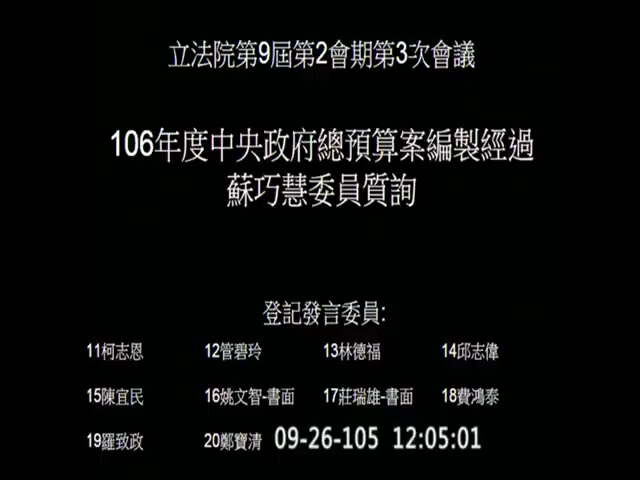 立法院第9屆第2會期第3次會議
106年度中央政府總預算案編製經過
蘇巧慧委員質詢
登記發言委員:
11柯志恩 12管碧玲 13林德福 14邱志偉
15陳宜民 16姚文智-書面 17莊瑞雄-書面 18費鴻泰
19羅致政 20鄭寶清 09-26-105 12:05:01